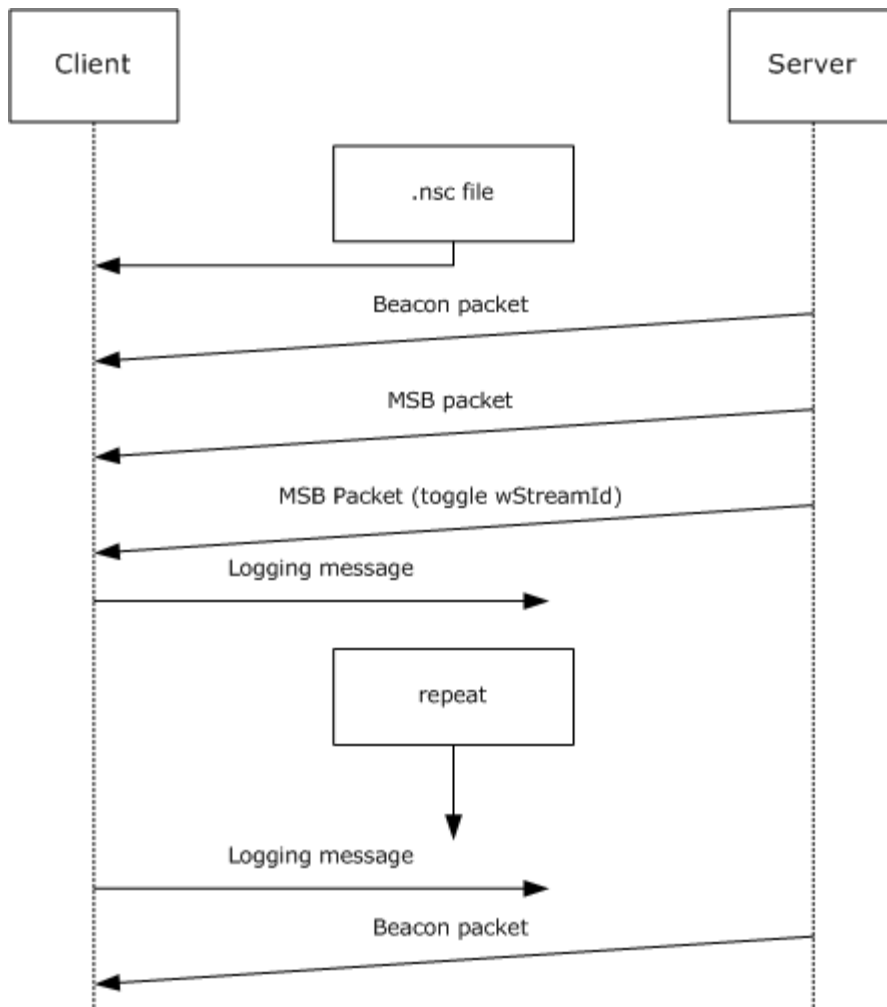 Client
Server
.nsc file
Beacon packet
MSB packet
MSB Packet (toggle wStreamId)
Logging message
repeat
Logging message
Beacon packet